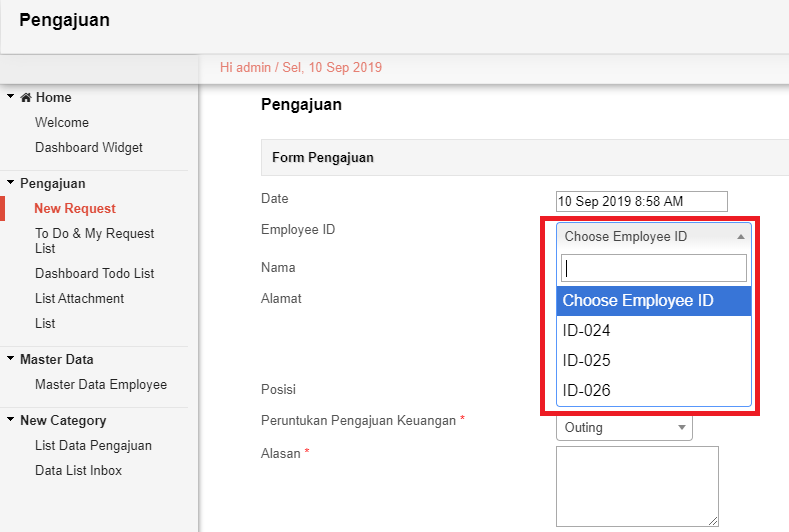 Pengajuan
Hi admin / Sel, 10 Sep 2019
Home
Welcome
Dashboard Widget
Pengajuan
New Request
To Do & My Request
List
Dashboard Todo List
List Attachment
List
Master Data
Master Data Employee
New Category
List Data Pengajuan
Data List Inbox
Pengajuan
Form Pengajuan
Date
10 Sep 2019 8:58 AM
Employee ID
Choose Employee ID
Choose Employee ID
ID-024
ID-025
ID-026
Nama
Alamat
Posisi
Peruntukan Pengajuan Keuangan *
Outing
Alasan *